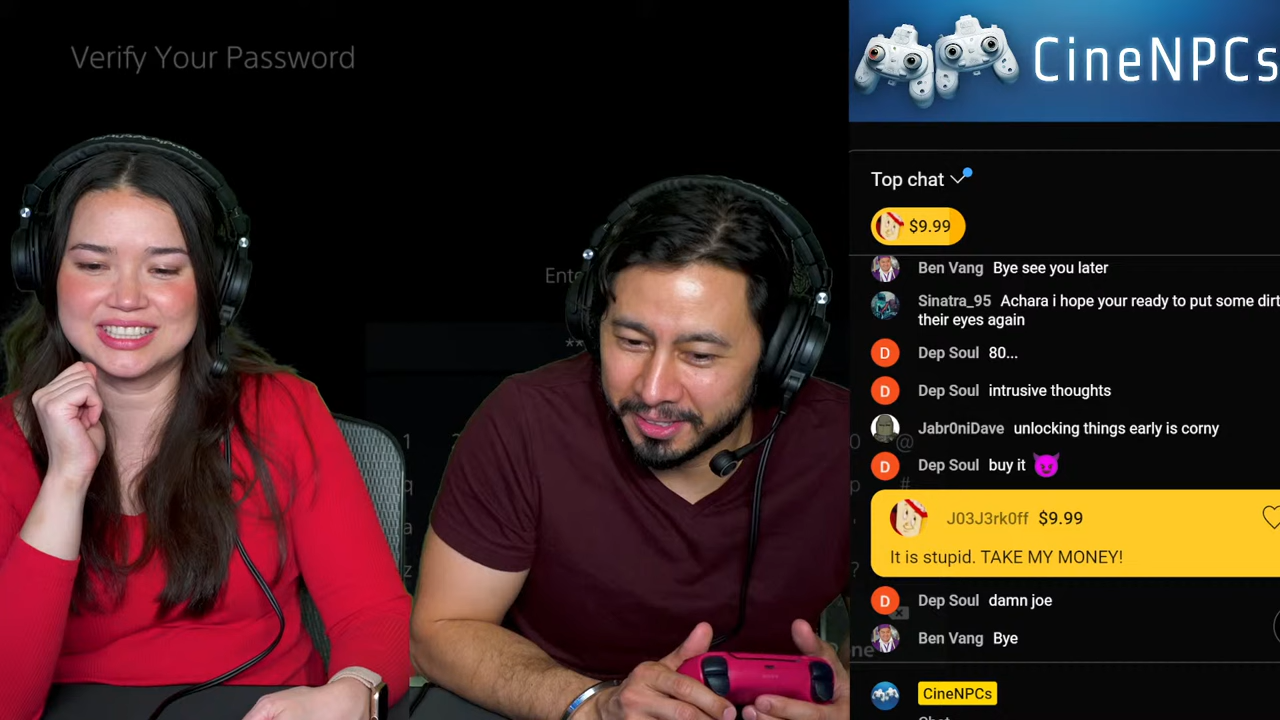 Verify Your Password
CineNPCs
Top chat
$9.99
Ben Vang Bye see you later
Sinatra_95 Achara i hope your ready to put some dirt
their eyes again
Dep Soul 80...
Dep Soul intrusive thoughts
Jabr0niDave unlocking things early is corny
D Dep Soul buy it
J03J3rk0ff $9.99
It is stupid. TAKE MY MONEY!
Dep Soul damn joe
Ben Vang Bye
CineNPCs